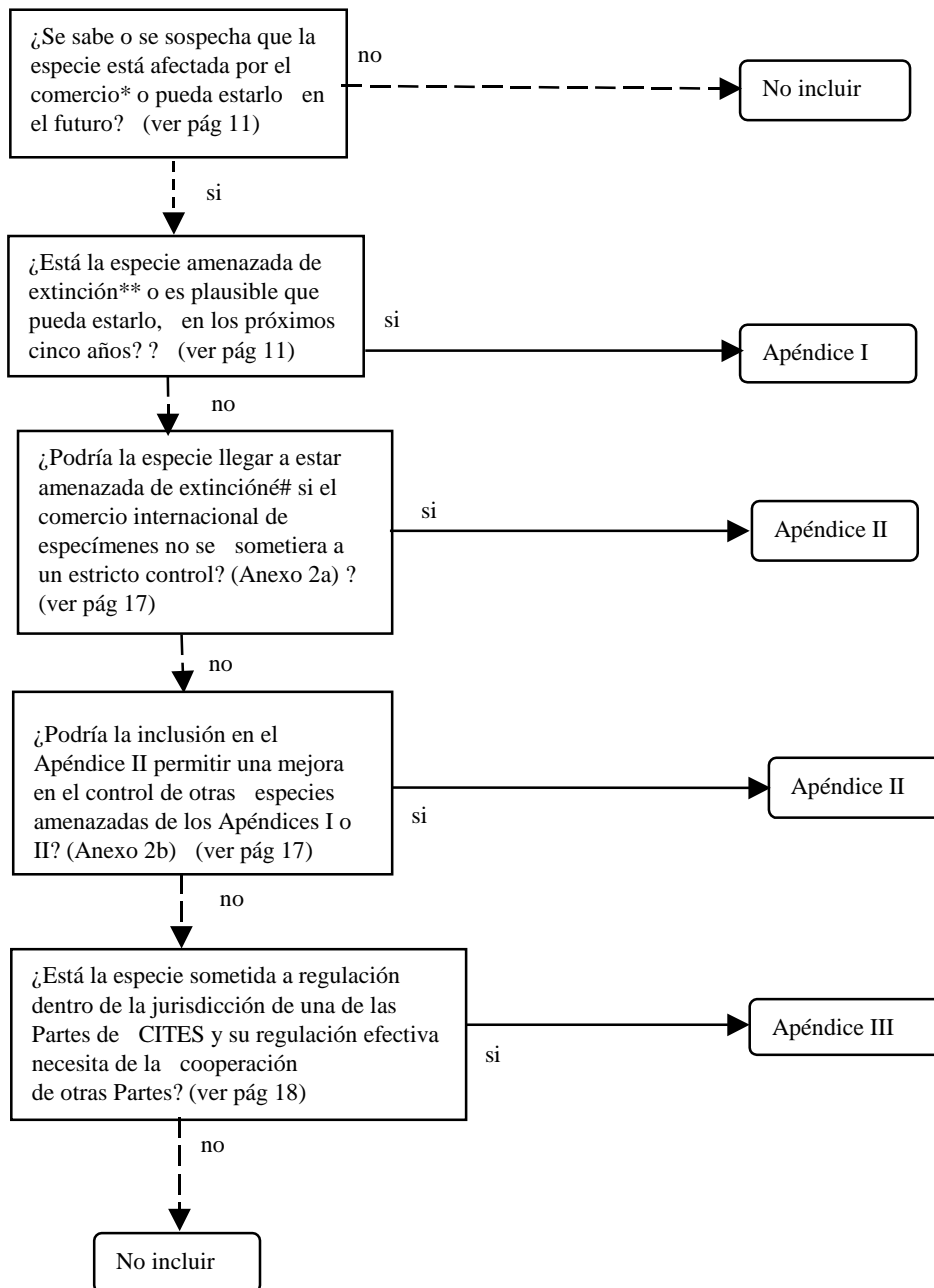 ¿Se sabe o se sospecha que la
especie está afectada por el
comercio* o pueda estarlo en
el futuro? (ver pág 11)
no
No incluir
si
¿Está la especie amenazada de
extinción** o es plausible que
pueda estarlo, en los próximos
cinco años? ? (ver pág 11)
si
Apéndice I
no
¿Podría la especie llegar a estar
amenazada de extincióné# si el
comercio internacional de
especímenes no se sometiera a
un estricto control? (Anexo 2a) ?
(ver pág 17)
si
Apéndice II
no
¿Podría la inclusión en el
Apéndice II permitir una mejora
en el control de otras especies
amenazadas de los Apéndices I o
II? (Anexo 2b) (ver pág 17)
si
Apéndice II
no
¿Está la especie sometida a regulación
dentro de la jurisdicción de una de las
Partes de CITES y su regulación efectiva
necesita de la cooperación
de otras Partes? (ver pág 18)
si
Apéndice III
no
No incluir